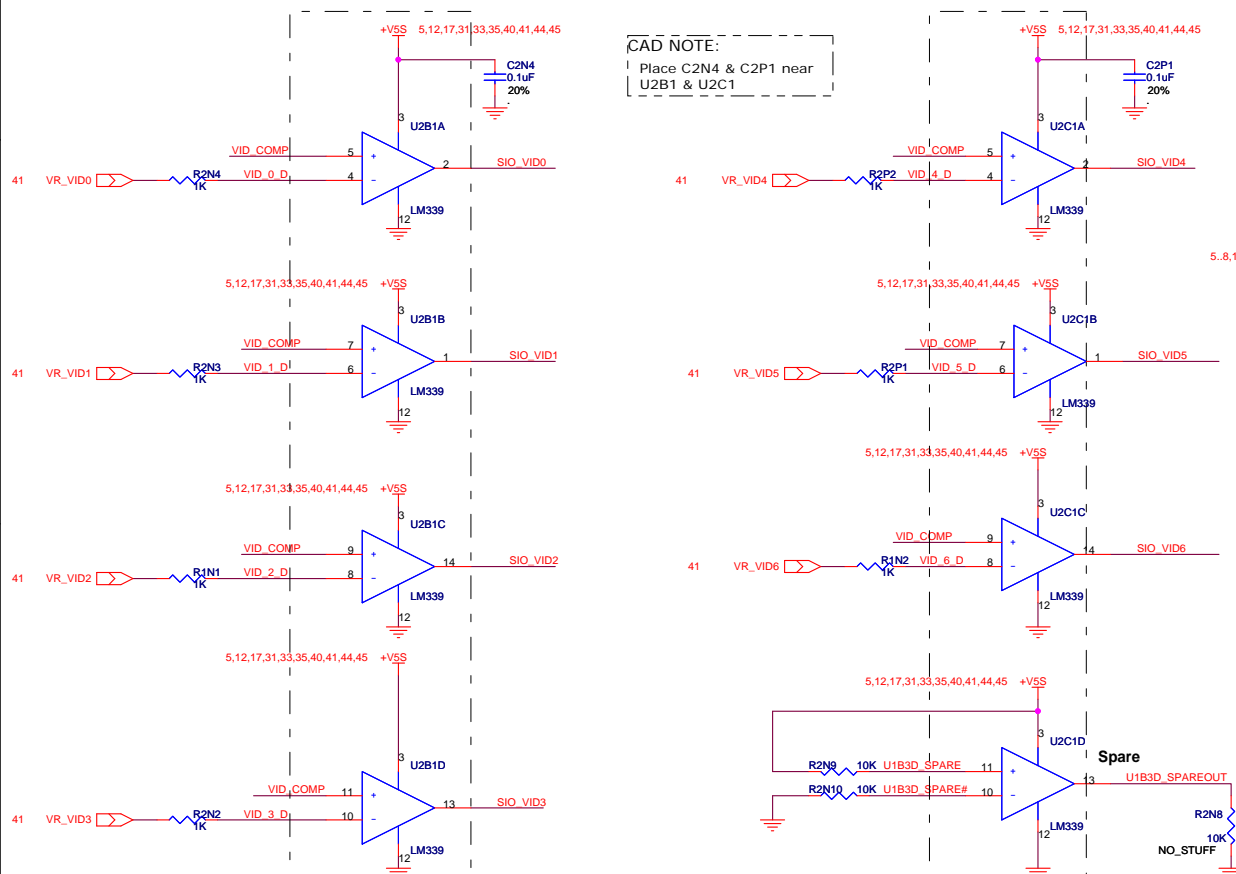 +V5S 5,12,17,31,33,35,40,41,44,45
C2N4
0.1uF
20%
3
U2B1A
VID_COMP 5 +
2 SIO_VID0
41 VR_VID0 R2N4 VID_0_D 4 -
1K
LM339
12
5,12,17,31,33,35,40,41,44,45 +V5S
3
U2B1B
VID_COMP 7 +
1 SIO_VID1
41 VR_VID1 R2N3 VID_1_D 6 -
1K
LM339
12
5,12,17,31,33,35,40,41,44,45 +V5S
3
U2B1C
VID_COMP 9 +
14 SIO_VID2
41 VR_VID2 R1N1 VID_2_D 8 -
1K
LM339
12
5,12,17,31,33,35,40,41,44,45 +V5S
3
U2B1D
VID_COMP 11 +
13 SIO_VID3
41 VR_VID3 R2N2 VID_3_D 10 -
1K
LM339
12
CAD NOTE:
Place C2N4 & C2P1 near
U2B1 & U2C1
+V5S 5,12,17,31,33,35,40,41,44,45
C2P1
0.1uF
20%
3
U2C1A
VID_COMP 5 +
2 SIO_VID4
41 VR_VID4 R2P2 VID_4_D 4 -
1K
LM339
12
5..8,1
5,12,17,31,33,35,40,41,44,45 +V5S
3
U2C1B
VID_COMP 7 +
1 SIO_VID5
41 VR_VID5 R2P1 VID_5_D 6 -
1K
LM339
12
5,12,17,31,33,35,40,41,44,45 +V5S
3
U2C1C
VID_COMP 9 +
14 SIO_VID6
41 VR_VID6 R1N2 VID_6_D 8 -
1K
LM339
12
5,12,17,31,33,35,40,41,44,45 +V5S
3
U2C1D
Spare
R2N9 10K U1B3D_SPARE 11 +
13 U1B3D_SPAREOUT
R2N10 10K U1B3D_SPARE# 10 -
LM339
12
R2N8
10K
NO_STUFF